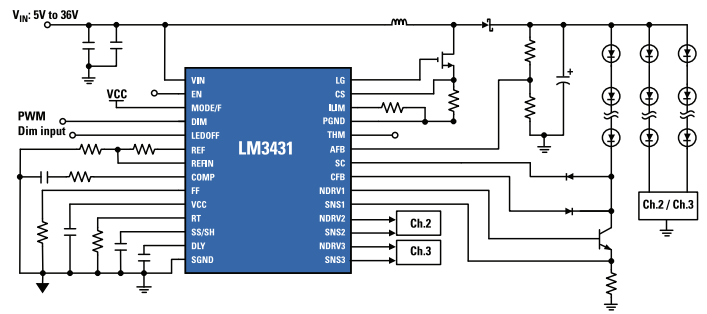 VIN: 5V to 36V
VCC
PWM
Dim input
LM3431
VIN
EN
MODE/F
DIM
LEDOFF
REF
REFIN
COMP
FF
VCC
RT
SS/SH
DLY
SGND
LG
CS
ILIM
PGND
THM
AFB
SC
CFB
NDRV1
SNS1
NDRV2
SNS2
NDRV3
SNS3
Ch.2
Ch.3
+
Ch.2 / Ch.3